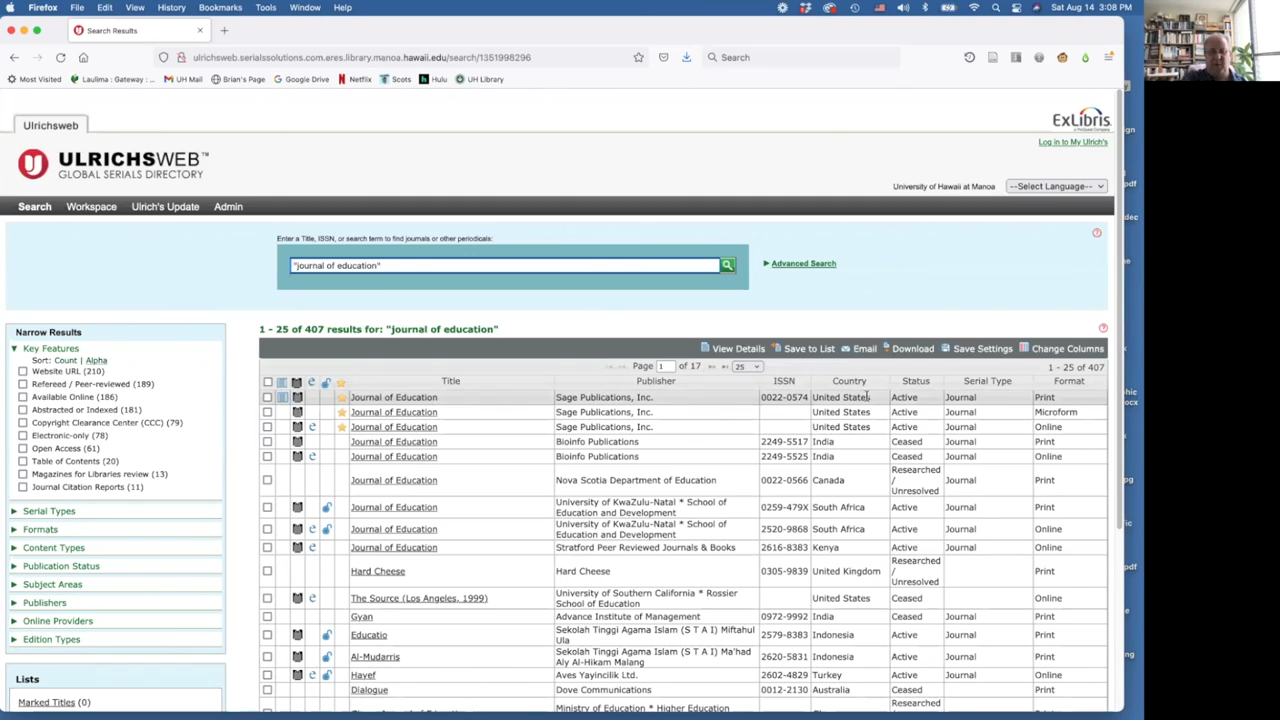 Firefox File Edit View History Bookmarks Tools Window Help Sat Aug 14 3:08 PM
Search Results
ulrichsweb.serialssolutions.com.eres.library.manoa.hawaii.edu/search/1351998296 Search
Most Visited Laulima : Gateway : ... UH Mail Brian's Page Google Drive Netflix Scots Hulu UH Library
Ulrichsweb
ExLibris
Log in to My Ulrich's
ULRICHSWEB™
GLOBAL SERIALS DIRECTORY
University of Hawaii at Manoa --Select Language--
Search Workspace Ulrich's Update Admin
Enter a Title, ISSN, or search term to find journals or other periodicals:
"journal of education" Advanced Search
Narrow Results
Key Features
Sort: Count | Alpha
Website URL (210)
Refereed / Peer-reviewed (189)
Available Online (186)
Abstracted or Indexed (181)
Copyright Clearance Center (CCC) (79)
Electronic-only (78)
Open Access (61)
Table of Contents (20)
Magazines for Libraries review (13)
Journal Citation Reports (11)
Serial Types
Formats
Content Types
Publication Status
Subject Areas
Publishers
Online Providers
Edition Types
Lists
Marked Titles (0)
1 - 25 of 407 results for: "journal of education"
View Details Save to List Email Download Save Settings Change Columns
Page 1 of 17 25 1 - 25 of 407
Title Publisher ISSN Country Status Serial Type Format
Journal of Education Sage Publications, Inc. 0022-0574 United States Active Journal Print
Journal of Education Sage Publications, Inc. United States Active Journal Microform
Journal of Education Sage Publications, Inc. United States Active Journal Online
Journal of Education Bioinfo Publications 2249-5517 India Ceased Journal Print
Journal of Education Bioinfo Publications 2249-5525 India Ceased Journal Online
Journal of Education Nova Scotia Department of Education 0022-0566 Canada Researched / Unresolved Journal Print
Journal of Education University of KwaZulu-Natal * School of Education and Development 0259-479X South Africa Active Journal Print
Journal of Education University of KwaZulu-Natal * School of Education and Development 2520-9868 South Africa Active Journal Online
Journal of Education Stratford Peer Reviewed Journals & Books 2616-8383 Kenya Active Journal Online
Hard Cheese Hard Cheese 0305-9839 United Kingdom Researched / Unresolved Print
The Source (Los Angeles, 1999) University of Southern California * Rossier School of Education United States Ceased Online
Gyan Advance Institute of Management 0972-9992 India Active Journal Print
Educatio Sekolah Tinggi Agama Islam (S T A I) Miftahul Ula 2579-8383 Indonesia Active Journal Print
Al-Mudarris Sekolah Tinggi Agama Islam (S T A I) Ma'had Aly Al-Hikam Malang 2620-5831 Indonesia Active Journal Print
Hayef Aves Yayincilik Ltd. 2602-4829 Turkey Active Journal Online
Dialogue Dove Communications 0012-2130 Australia Ceased Print
Ministry of Education * Higher Education Researched